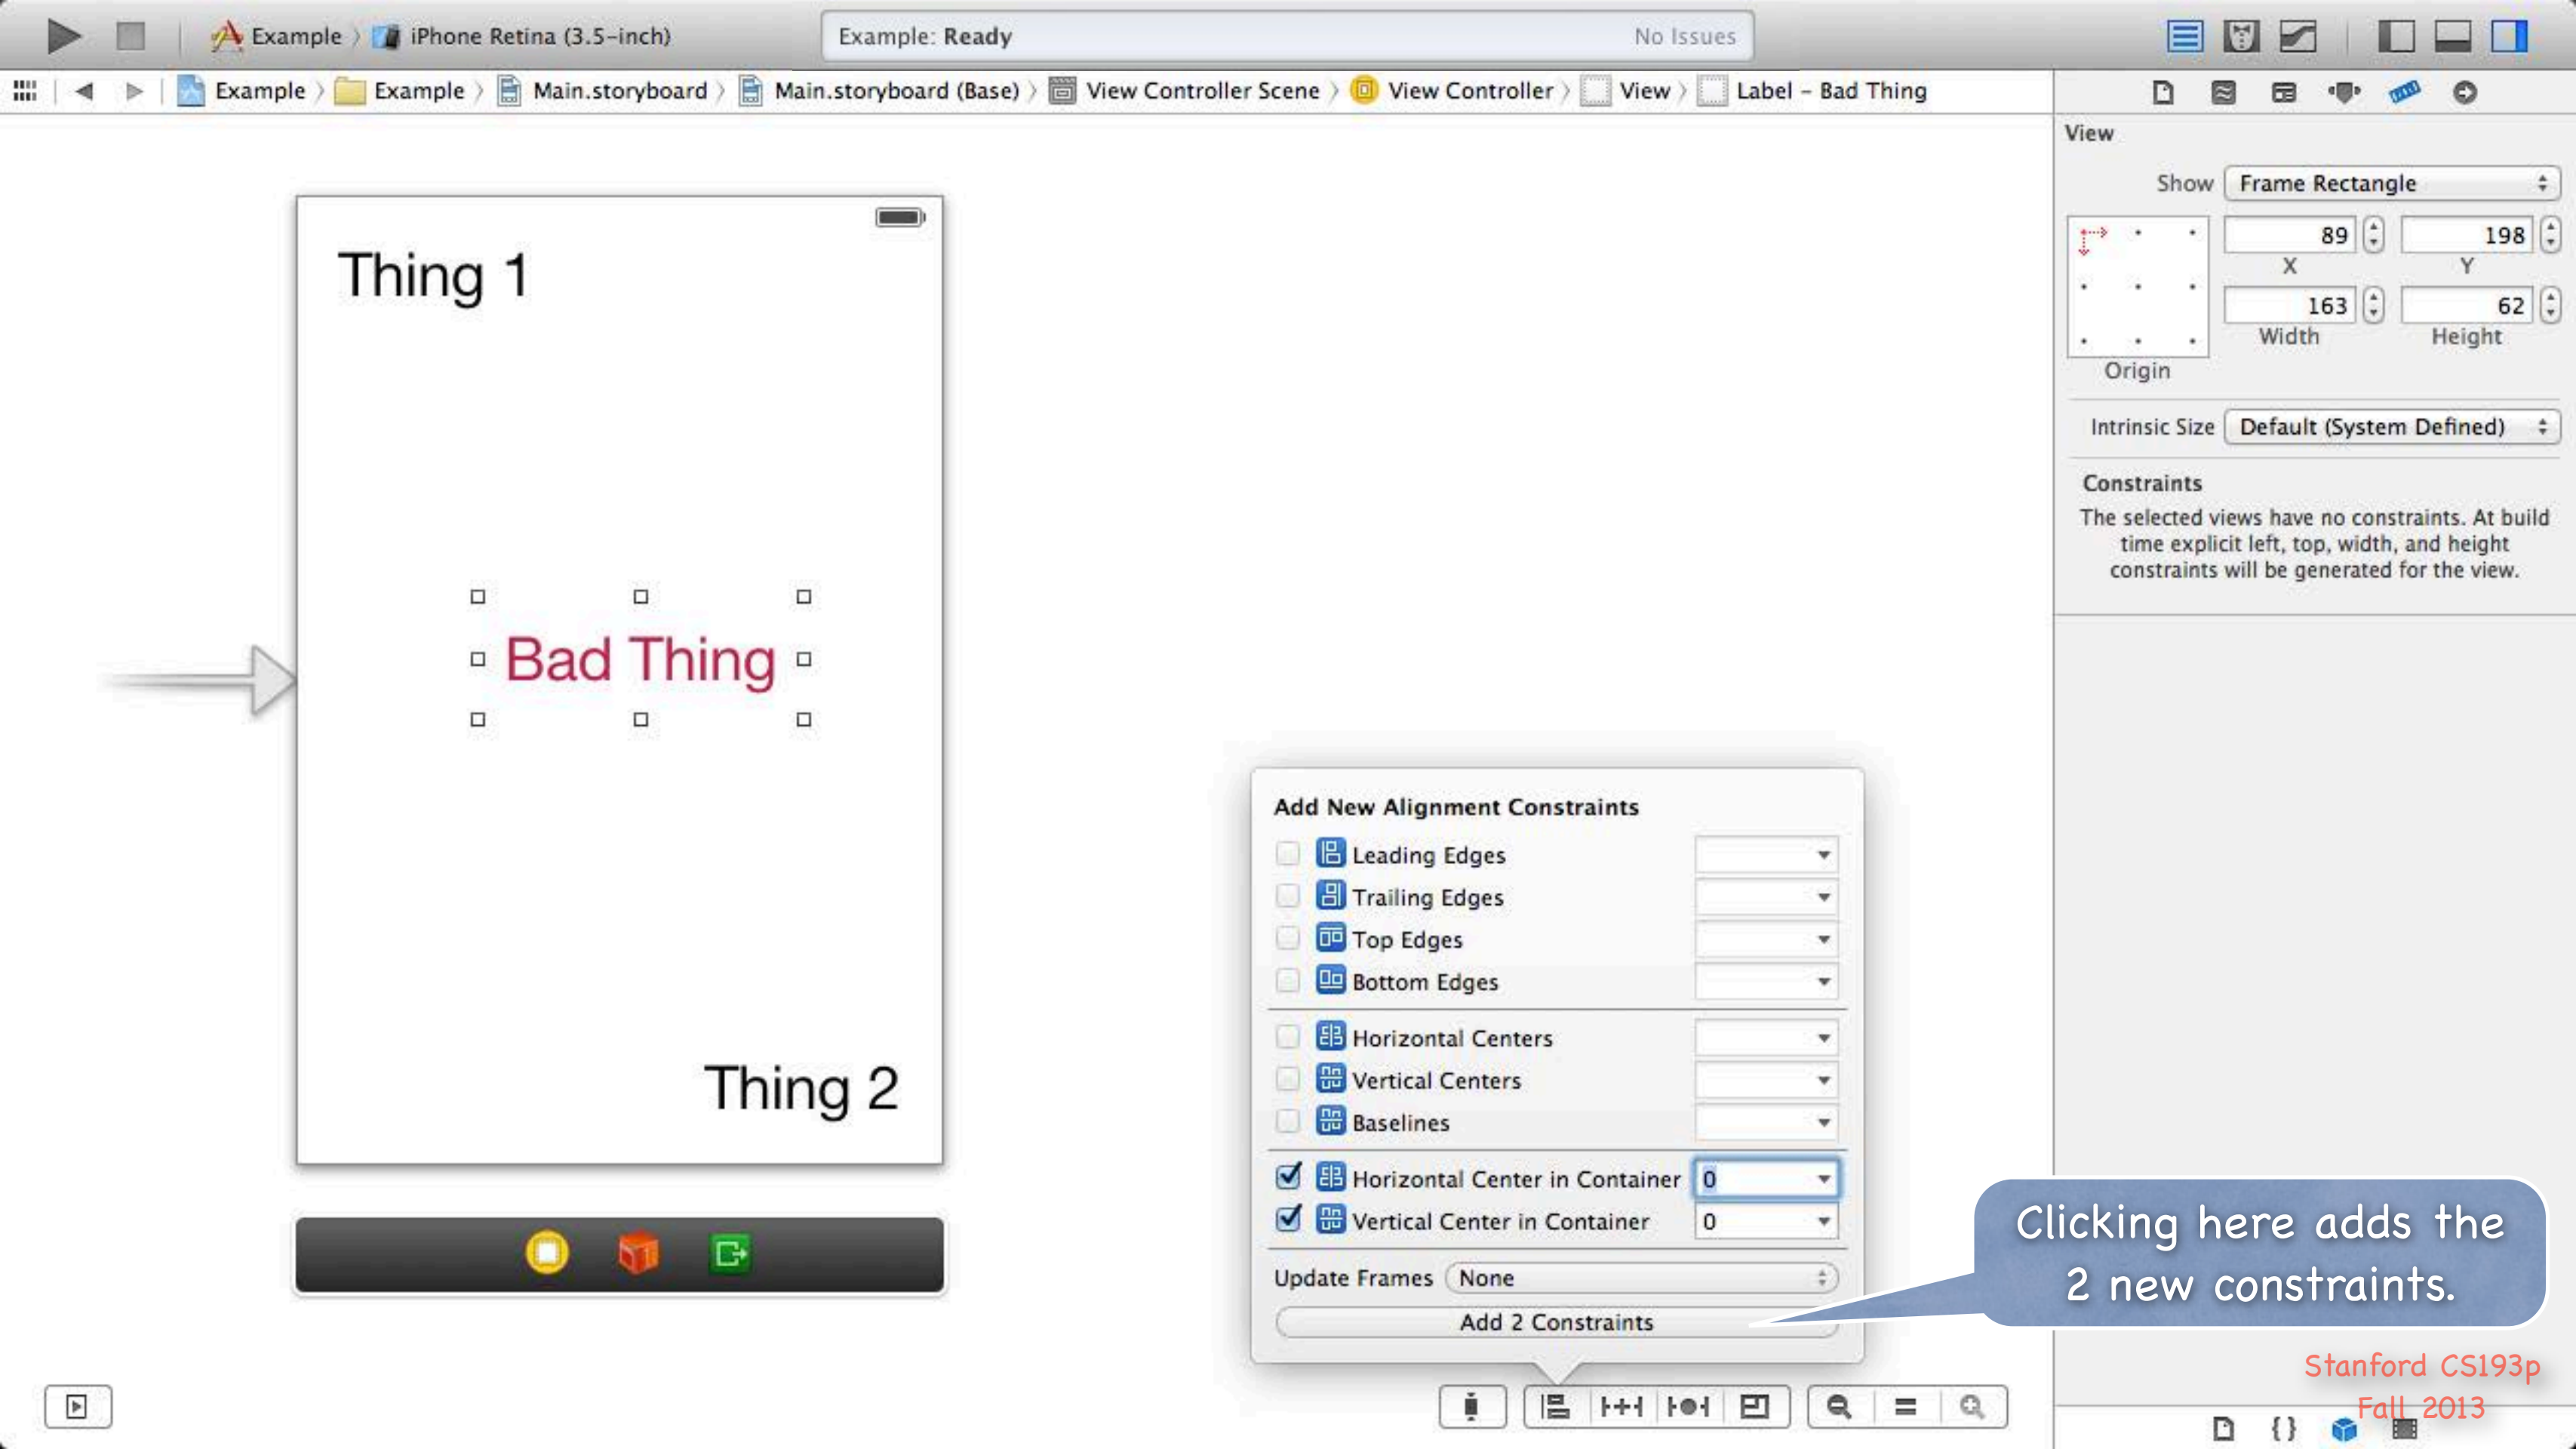 Example iPhone Retina (3.5-inch) Example: Ready No Issues
Example Example Main.storyboard Main.storyboard (Base) View Controller Scene View Controller View Label – Bad Thing
View
Show Frame Rectangle
89 198
X Y
163 62
Width Height
Origin
Intrinsic Size Default (System Defined)
Constraints
The selected views have no constraints. At build
time explicit left, top, width, and height
constraints will be generated for the view.
Thing 1
Bad Thing
Thing 2
Add New Alignment Constraints
Leading Edges
Trailing Edges
Top Edges
Bottom Edges
Horizontal Centers
Vertical Centers
Baselines
Horizontal Center in Container 0
Vertical Center in Container 0
Update Frames None
Add 2 Constraints
Clicking here adds the
2 new constraints.
Stanford CS193p
Fall 2013